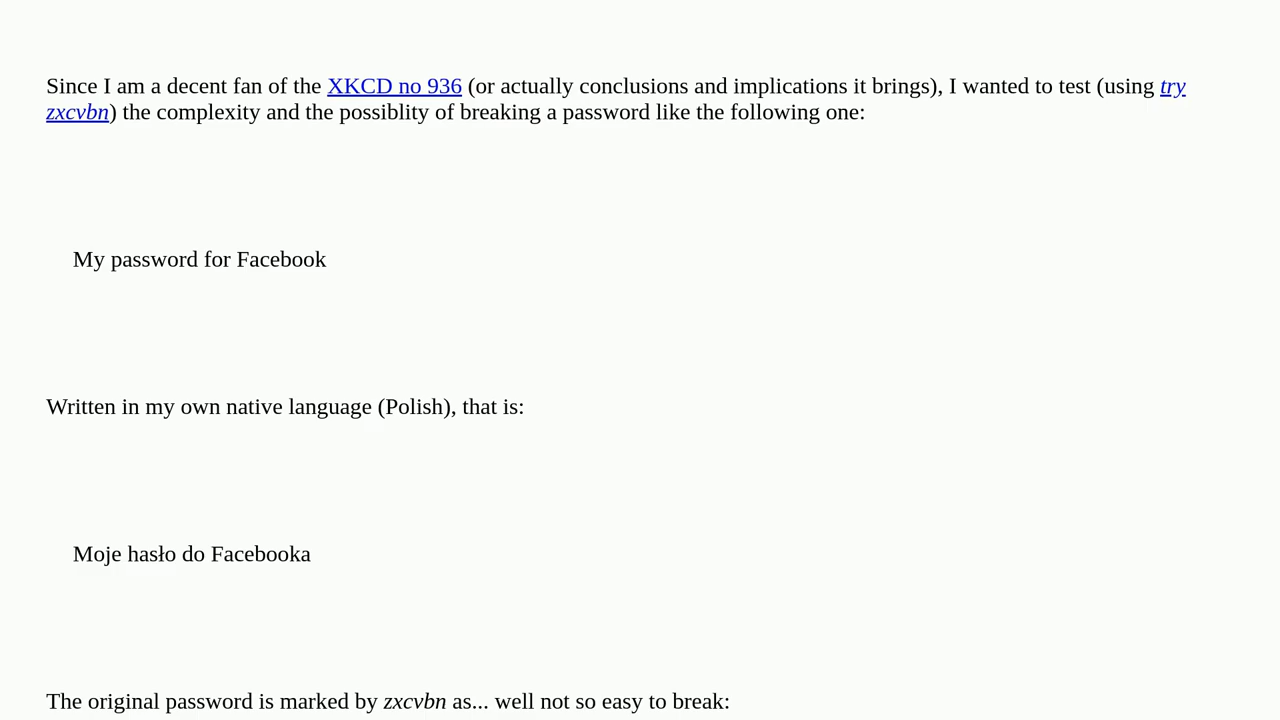 Since I am a decent fan of the XKCD no 936 (or actually conclusions and implications it brings), I wanted to test (using try
zxcvbn) the complexity and the possiblity of breaking a password like the following one:
My password for Facebook
Written in my own native language (Polish), that is:
Moje hasło do Facebooka
The original password is marked by zxcvbn as... well not so easy to break: